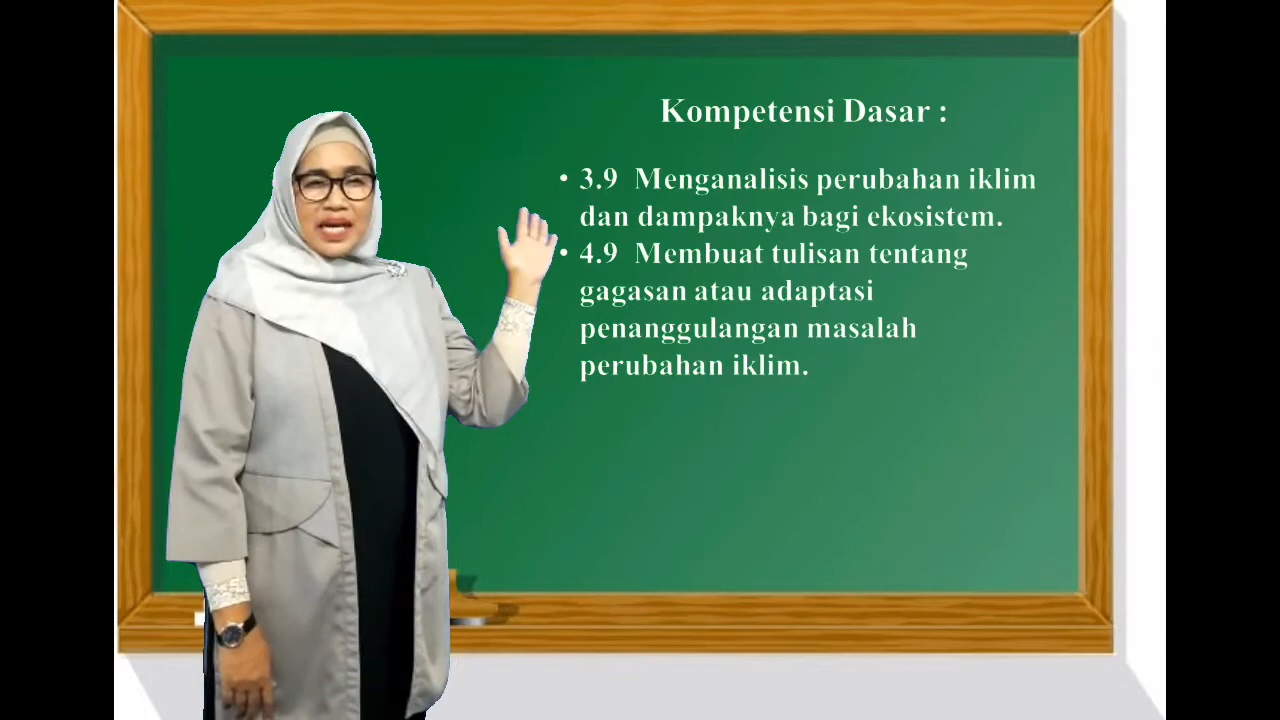 Kompetensi Dasar :
• 3.9 Menganalisis perubahan iklim
dan dampaknya bagi ekosistem.
• 4.9 Membuat tulisan tentang
gagasan atau adaptasi
penanggulangan masalah
perubahan iklim.